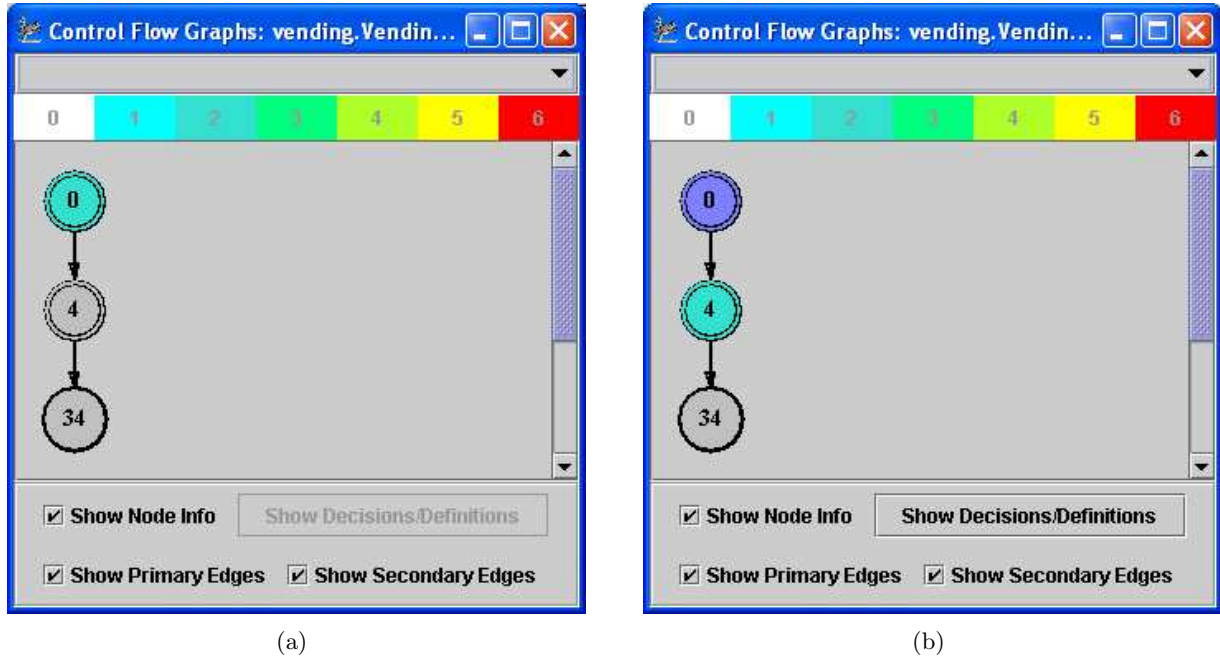 Control Flow Graphs: vending.Vendin...
0 1 2 3 4 5 6
0
4
34
Show Node Info Show Decisions/Definitions
Show Primary Edges Show Secondary Edges
(a)
Control Flow Graphs: vending.Vendin...
0 1 2 3 4 5 6
0
4
34
Show Node Info Show Decisions/Definitions
Show Primary Edges Show Secondary Edges
(b)